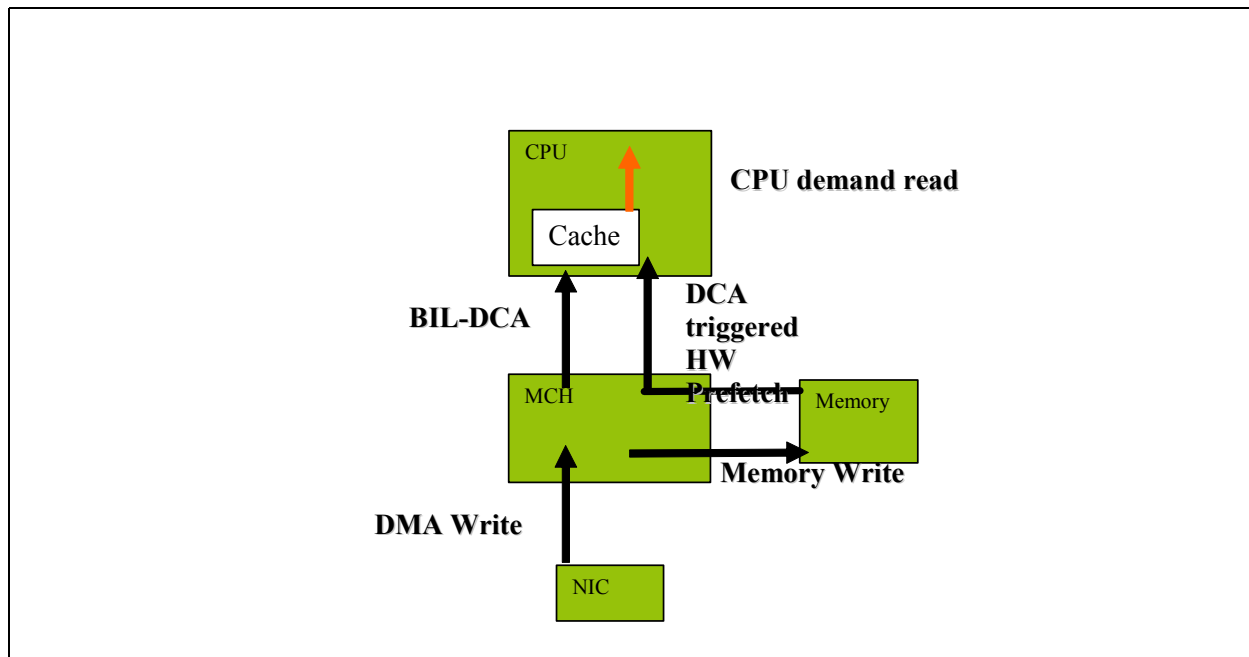 CPU
CPU demand read
Cache
BIL-DCA
DCA
triggered
HW
Prefetch
MCH
Memory
Memory Write
DMA Write
NIC